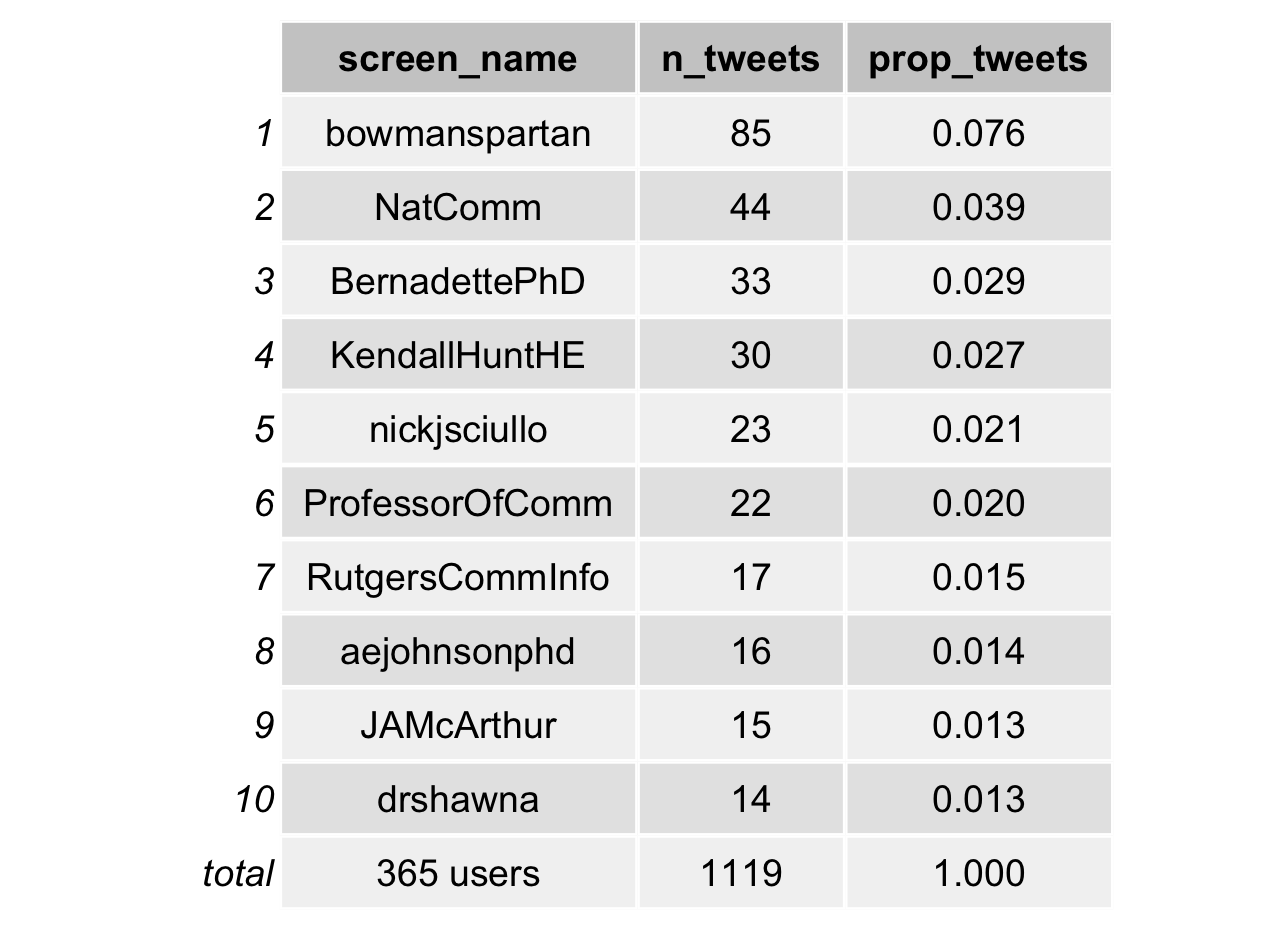 screen_name n_tweets prop_tweets
1 bowmanspartan 85 0.076
2 NatComm 44 0.039
3 BernadettePhD 33 0.029
4 KendallHuntHE 30 0.027
5 nickjsciullo 23 0.021
6 ProfessorOfComm 22 0.020
7 RutgersCommInfo 17 0.015
8 aejohnsonphd 16 0.014
9 JAMcArthur 15 0.013
10 drshawna 14 0.013
total 365 users 1119 1.000